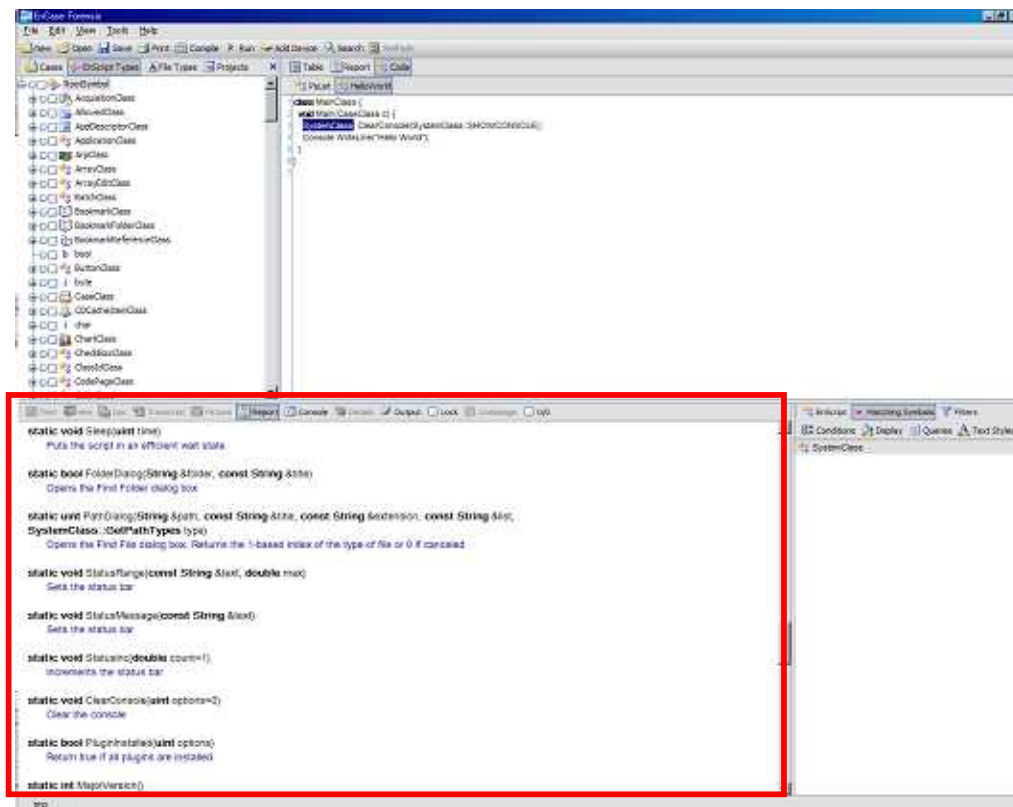 EnCase Forensic
File Edit View Tools Help
New Open Save Print Compile Run Add Device Search
Cases EnScript Types File Types Projects
Table Report Code
RootSymbol
AcquisitionClass
AllowedClass
AppDescriptorClass
ApplicationClass
ArpClass
ArrayClass
ArrayEditClass
BatchClass
BookmarkClass
BookmarkFolderClass
BookmarkReferenceClass
bool
ButtonClass
byte
CaseClass
CDCacheItemClass
char
ChartClass
CheckBoxClass
ClassIdClass
CodePageClass
HelloWorld
class MainClass {
void Main(CaseClass c) {
SystemClass::ClearConsole(SystemClass::SHOWCONSOLE);
Console.WriteLine("Hello World");
}
}
Report Console Details Output Lock 0/0
static void Sleep(uint time)
Puts the script in an efficient wait state
static bool FolderDialog(String &folder, const String &title)
Opens the Find Folder dialog box
static uint PathDialog(String &path, const String &title, const String &extension, const String &list,
SystemClass::GetPathTypes type)
Opens the Find File dialog box. Returns the 1-based index of the type of file or 0 if canceled
static void StatusRange(const String &text, double max)
Sets the status bar
static void StatusMessage(const String &text)
Sets the status bar
static void StatusInc(double count=1)
Increments the status bar
static void ClearConsole(uint options=0)
Clear the console
static bool PluginInstalled(uint options)
Return true if all plugins are installed
static int MajorVersion()
EnScript Matching Symbols Filters
Conditions Display Queries Text Styles
SystemClass